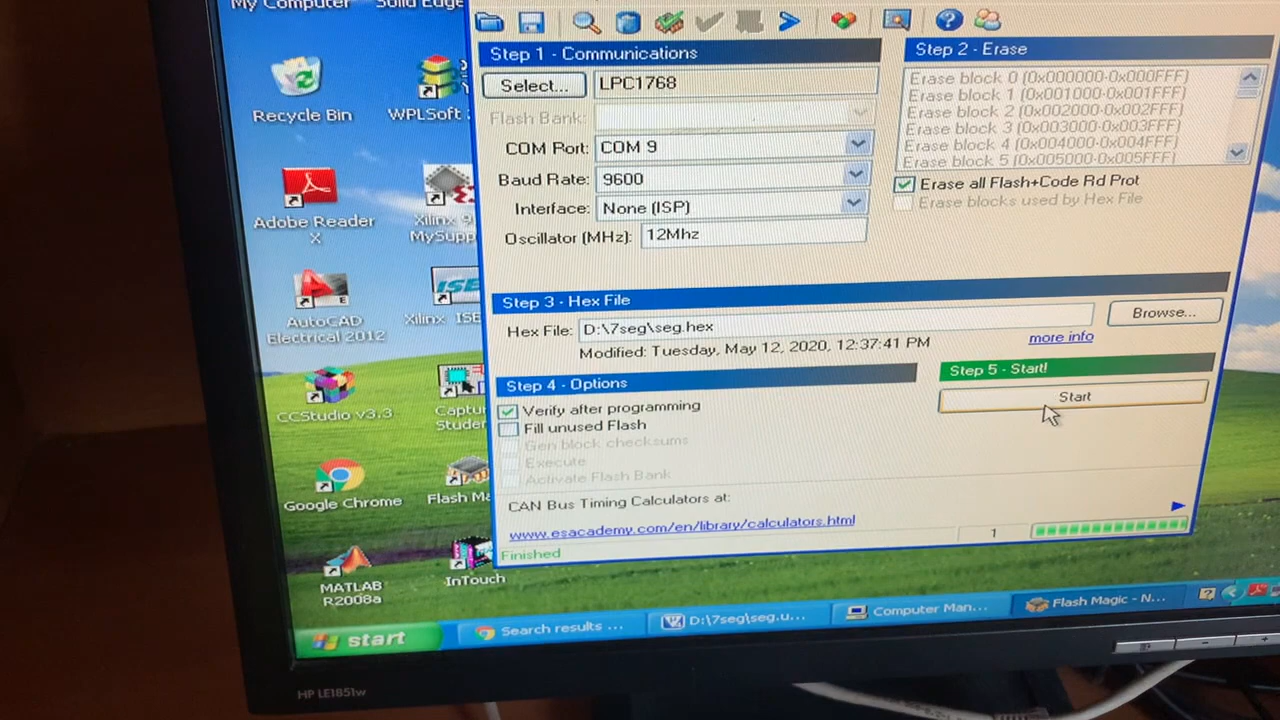 My Computer
Solid Edge
Recycle Bin
WPLSoft
Adobe Reader
X
Xilinx 9
MySupp
AutoCAD
Electrical 2012
Xilinx ISE
CCStudio v3.3
Captu
Stude
Google Chrome
Flash Ma
MATLAB
R2008a
InTouch
Step 1 - Communications
Select...
LPC1768
Flash Bank:
COM Port:
COM 9
Baud Rate:
9600
Interface:
None (ISP)
Oscillator (MHz):
12Mhz
Step 2 - Erase
Erase block 0 (0x000000-0x000FFF)
Erase block 1 (0x001000-0x001FFF)
Erase block 2 (0x002000-0x002FFF)
Erase block 3 (0x003000-0x003FFF)
Erase block 4 (0x004000-0x004FFF)
Erase block 5 (0x005000-0x005FFF)
Erase all Flash+Code Rd Prot
Erase blocks used by Hex File
Step 3 - Hex File
Hex File:
D:\7seg\seg.hex
Browse...
Modified: Tuesday, May 12, 2020, 12:37:41 PM
more info
Step 4 - Options
Verify after programming
Fill unused Flash
Gen block checksums
Execute
Activate Flash Bank
Step 5 - Start!
Start
CAN Bus Timing Calculators at:
www.esacademy.com/en/library/calculators.html
1
Finished
start
Search results ...
D:\7seg\seg.u...
Computer Man...
Flash Magic - N...
HP LE1851w